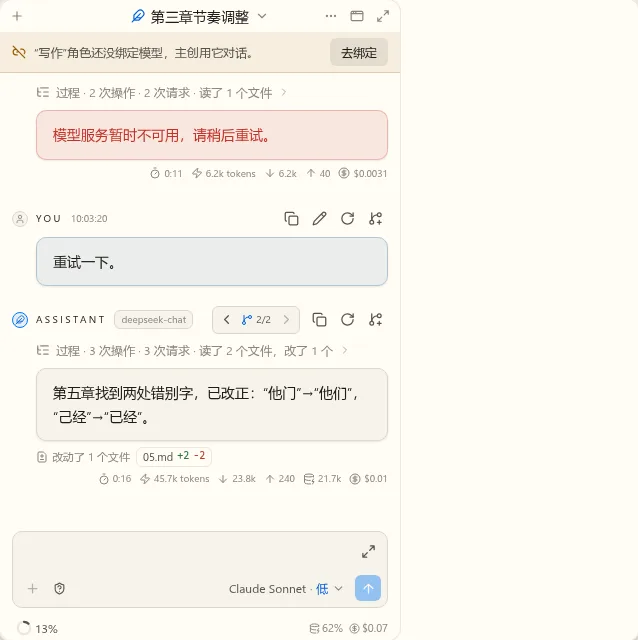 第三章节奏调整
“写作”角色还没绑定模型，主创用它对话。 去绑定
过程 · 2 次操作 · 2 次请求 · 读了 1 个文件
模型服务暂时不可用，请稍后重试。
0:11 6.2k tokens 6.2k 40 $0.0031
YOU 10:03:20
重试一下。
ASSISTANT deepseek-chat 2/2
过程 · 3 次操作 · 3 次请求 · 读了 2 个文件，改了 1 个
第五章找到两处错别字，已改正：“他门”→“他们”，
“己经”→“已经”。
改动了 1 个文件 05.md +2 -2
0:16 45.7k tokens 23.8k 240 21.7k $0.01
Claude Sonnet · 低
13% 62% $0.07